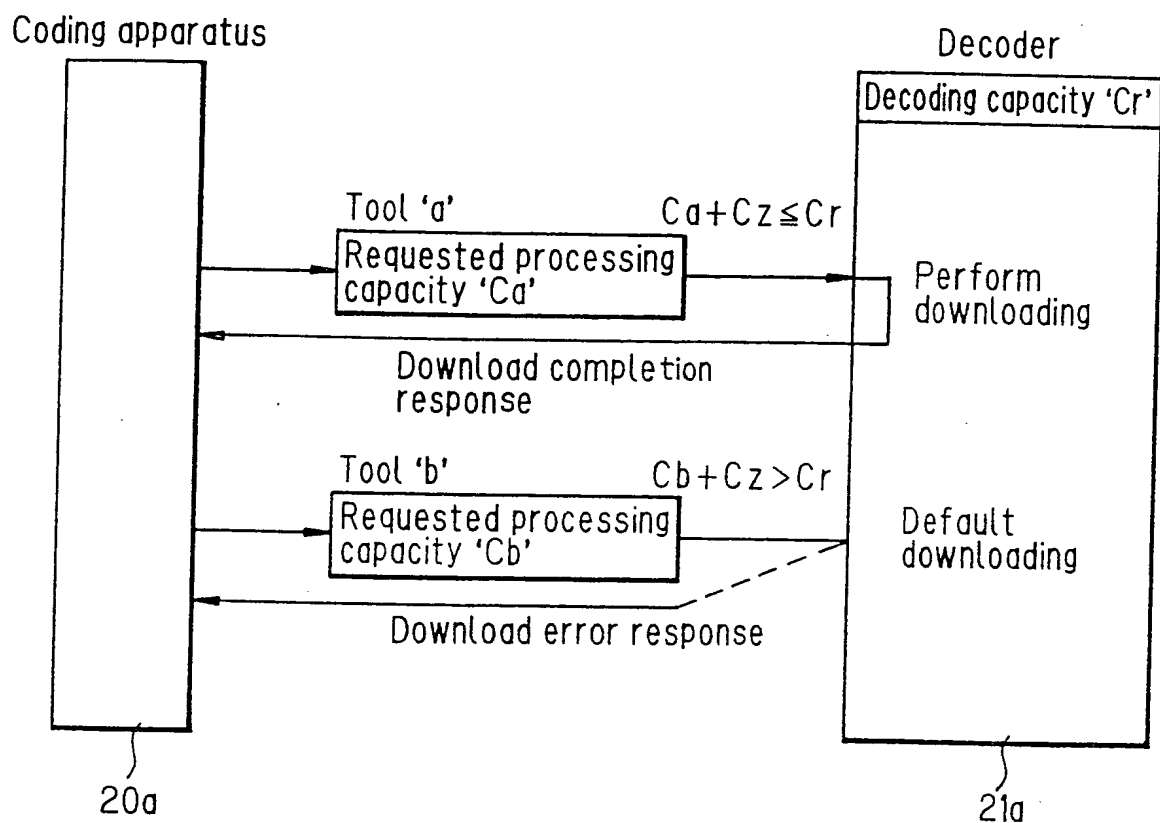 Coding apparatus
Decoder
Decoding capacity 'Cr'
Tool 'a'
Ca+Cz≦Cr
Requested processing
capacity 'Ca'
Perform
downloading
Download completion
response
Tool 'b'
Cb+Cz>Cr
Requested processing
capacity 'Cb'
Default
downloading
Download error response
20a
21a